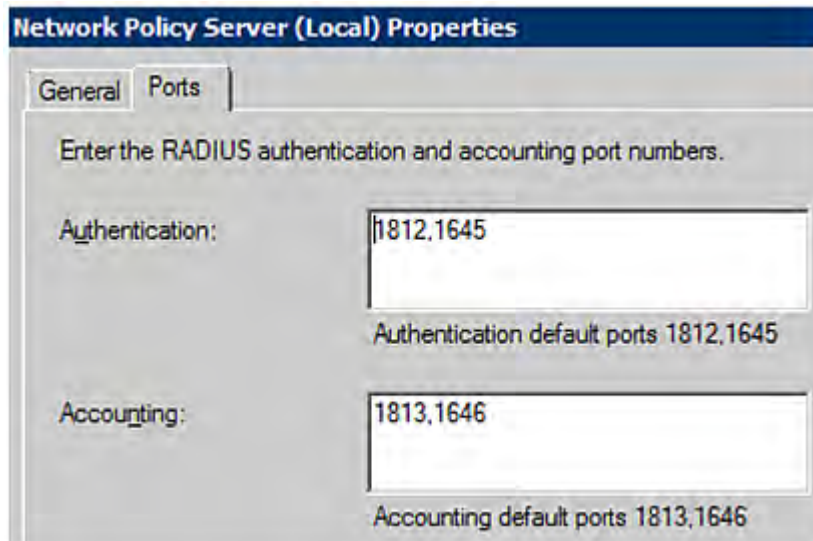 Network Policy Server (Local) Properties
General Ports
Enter the RADIUS authentication and accounting port numbers.
Authentication: 1812,1645
Authentication default ports 1812,1645
Accounting: 1813,1646
Accounting default ports 1813,1646